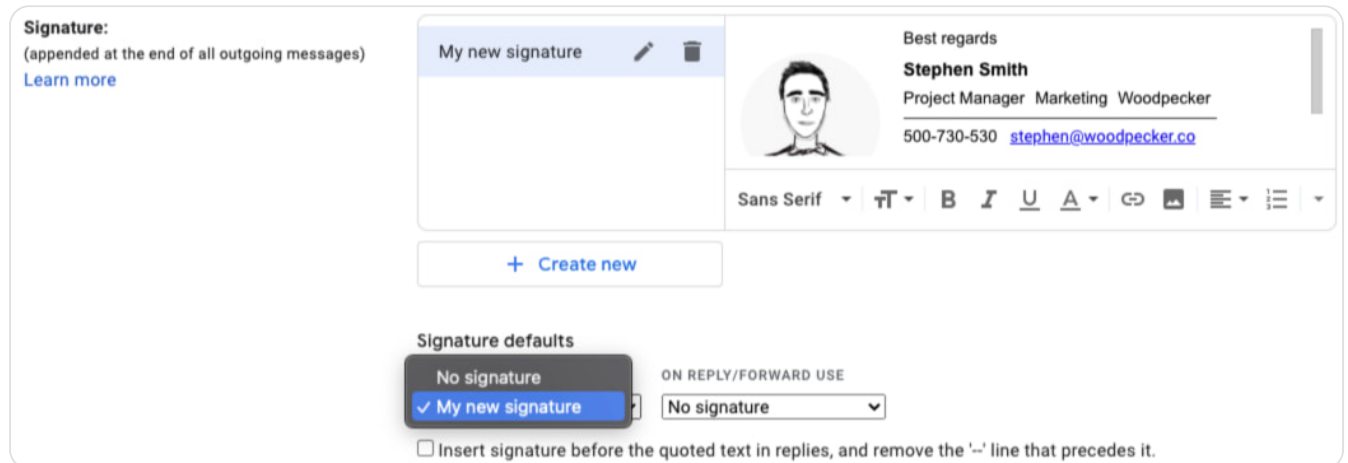 Signature:
(appended at the end of all outgoing messages)
Learn more
My new signature
Best regards
Stephen Smith
Project Manager Marketing Woodpecker
500-730-530 stephen@woodpecker.co
Sans Serif
+ Create new
Signature defaults
No signature
✓ My new signature
ON REPLY/FORWARD USE
No signature
Insert signature before the quoted text in replies, and remove the '--' line that precedes it.